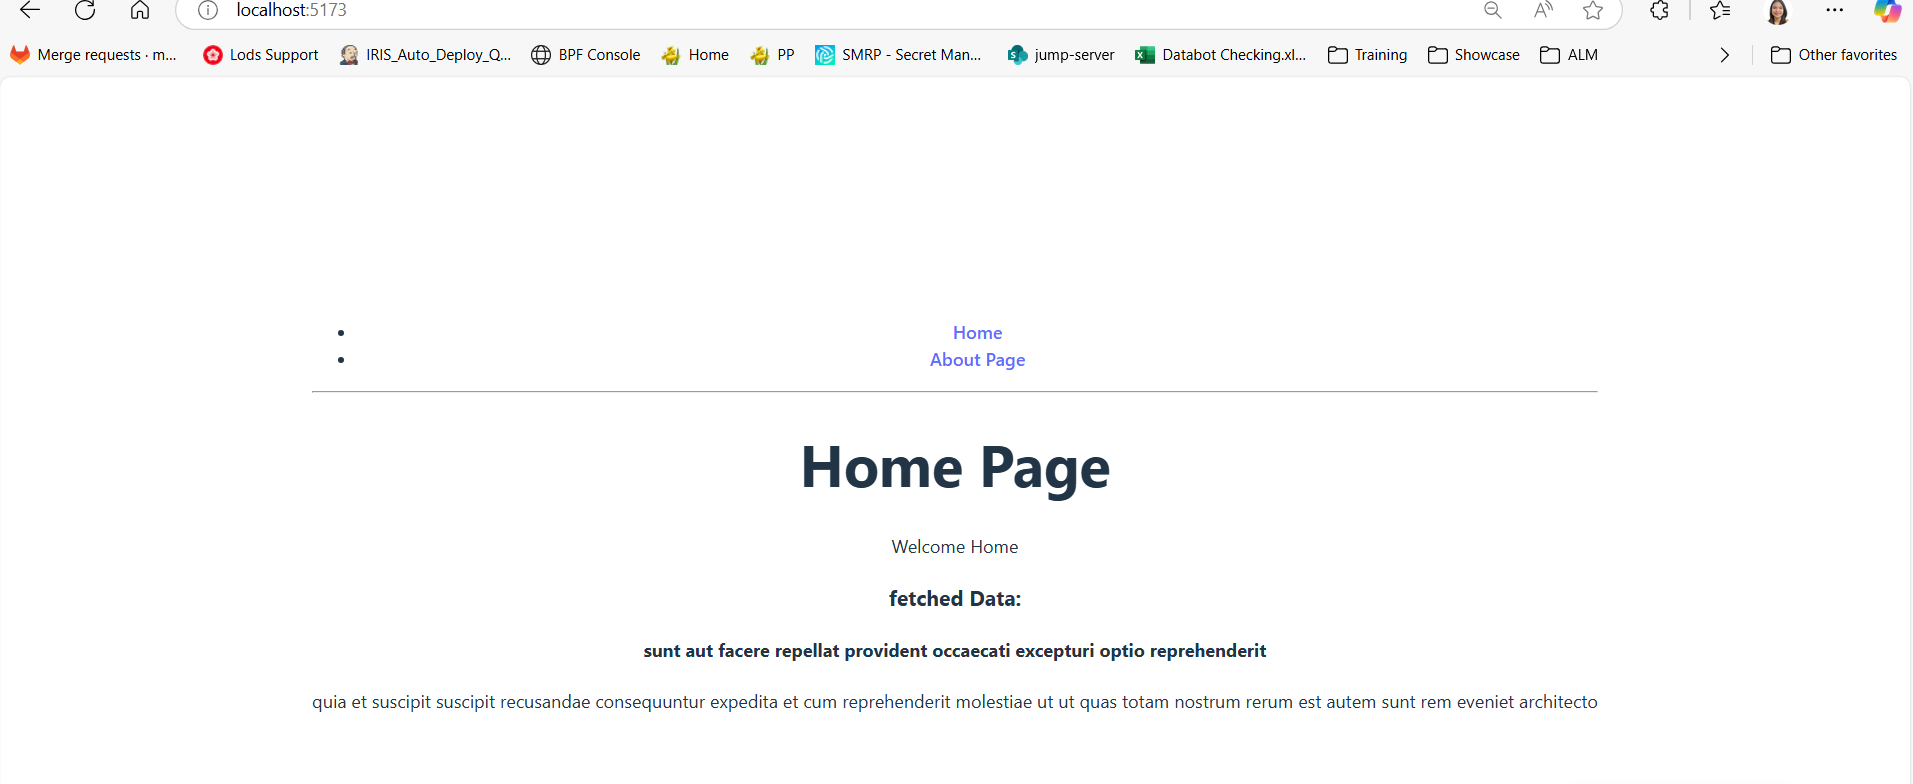 localhost:5173
Merge requests · m... Lods Support IRIS_Auto_Deploy_Q... BPF Console Home PP SMRP - Secret Man... jump-server Databot Checking.xl... Training Showcase ALM Other favorites
Home
About Page
Home Page
Welcome Home
fetched Data:
sunt aut facere repellat provident occaecati excepturi optio reprehenderit
quia et suscipit suscipit recusandae consequuntur expedita et cum reprehenderit molestiae ut ut quas totam nostrum rerum est autem sunt rem eveniet architecto